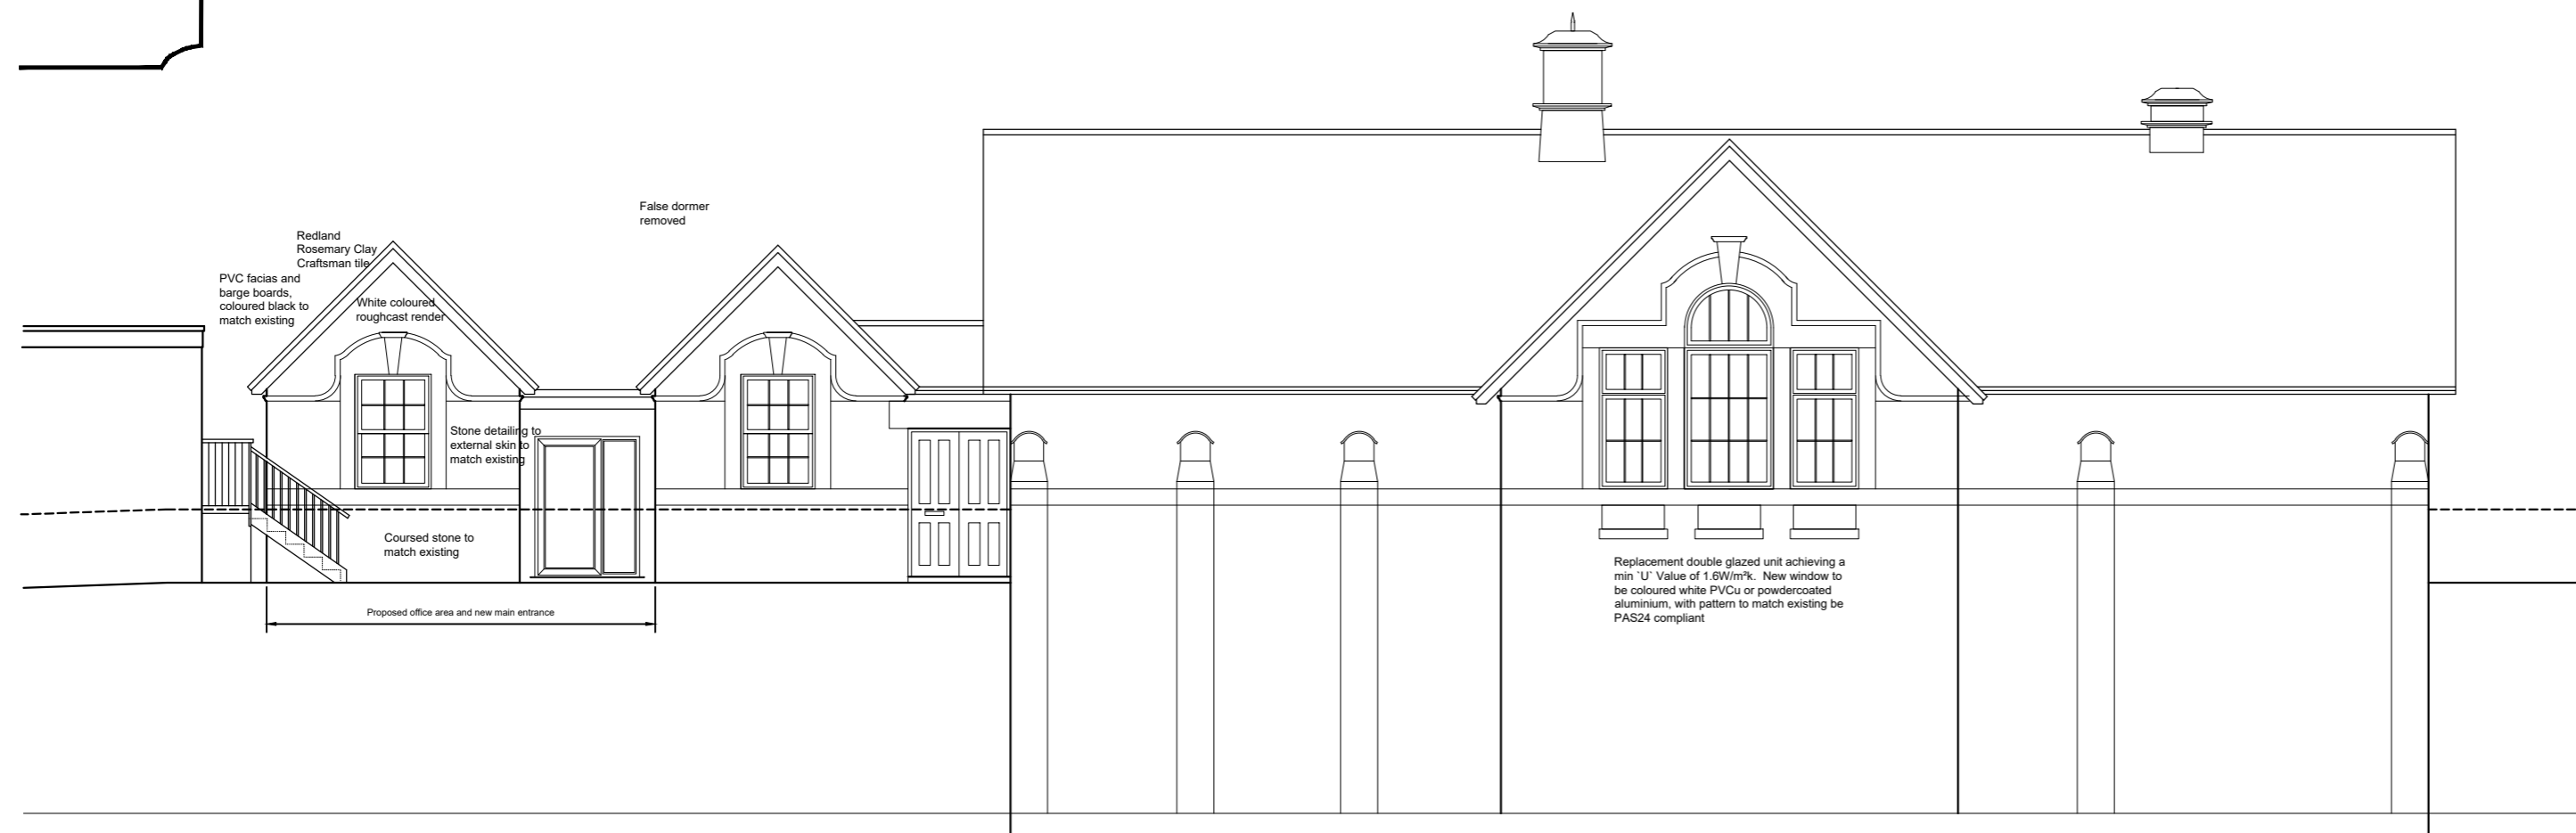 False dormer
removed
Redland
Rosemary Clay
Craftsman tile
PVC facias and
barge boards,
coloured black to
match existing
White coloured
roughcast render
Stone detailing to
external skin to
match existing
Coursed stone to
match existing
Proposed office area and new main entrance
Replacement double glazed unit achieving a
min `U` Value of 1.6W/m²k.  New window to
be coloured white PVCu or powdercoated
aluminium, with pattern to match existing be
PAS24 compliant